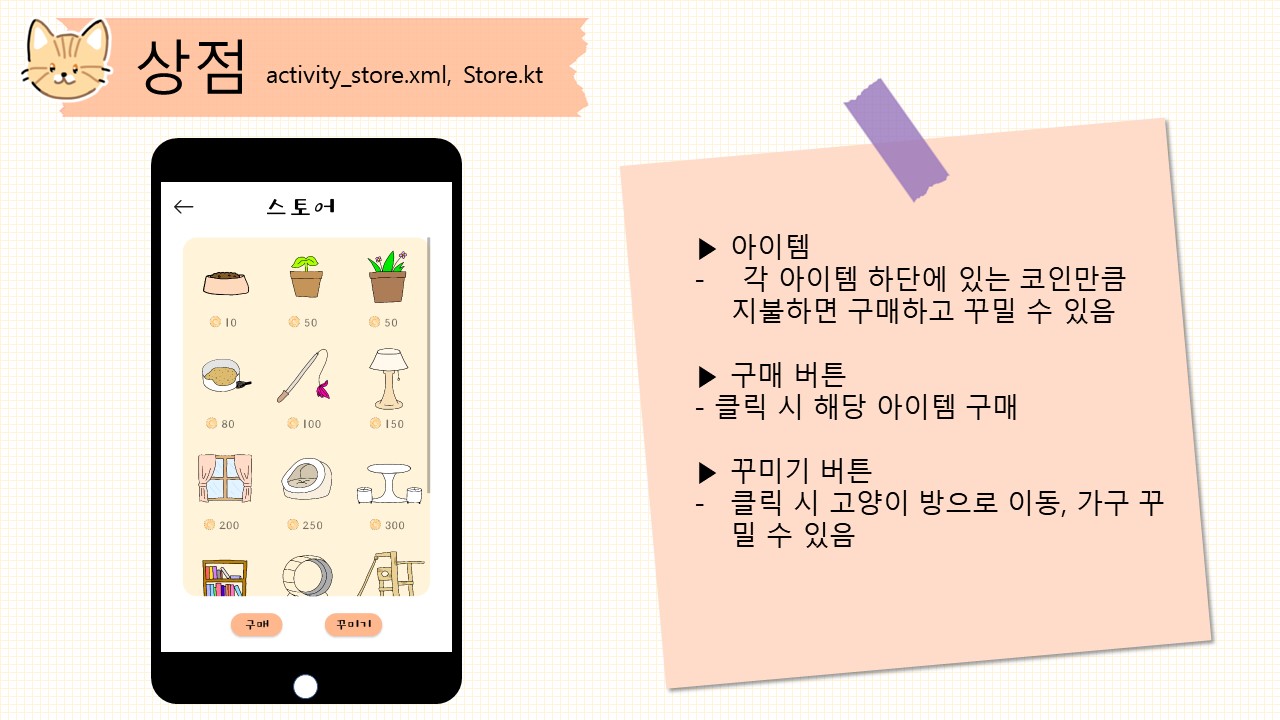 상점 activity_store.xml, Store.kt
← 스토어
10 50 50
80 100 150
200 250 300
구매 꾸미기
▶ 아이템
- 각 아이템 하단에 있는 코인만큼
지불하면 구매하고 꾸밀 수 있음
▶ 구매 버튼
- 클릭 시 해당 아이템 구매
▶ 꾸미기 버튼
- 클릭 시 고양이 방으로 이동, 가구 꾸
밀 수 있음